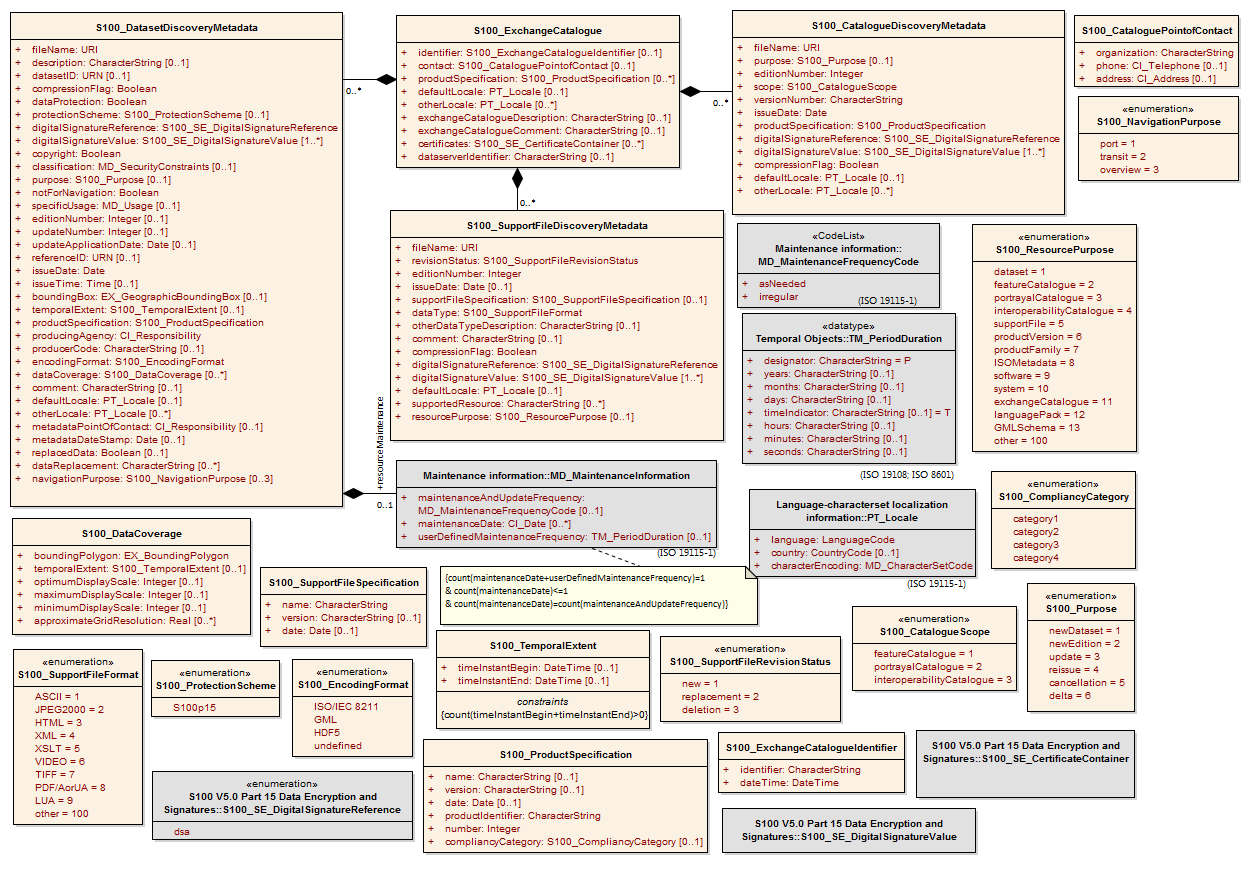 S100_DatasetDiscoveryMetadata
+ fileName: URI
+ description: CharacterString [0..1]
+ datasetID: URN [0..1]
+ compressionFlag: Boolean
+ dataProtection: Boolean
+ protectionScheme: S100_ProtectionScheme [0..1]
+ digitalSignatureReference: S100_SE_DigitalSignatureReference
+ digitalSignatureValue: S100_SE_DigitalSignatureValue [1..*]
+ copyright: Boolean
+ classification: MD_SecurityConstraints [0..1]
+ purpose: S100_Purpose [0..1]
+ notForNavigation: Boolean
+ specificUsage: MD_Usage [0..1]
+ editionNumber: Integer [0..1]
+ updateNumber: Integer [0..1]
+ updateApplicationDate: Date [0..1]
+ referenceID: URN [0..1]
+ issueDate: Date
+ issueTime: Time [0..1]
+ boundingBox: EX_GeographicBoundingBox [0..1]
+ temporalExtent: S100_TemporalExtent [0..1]
+ productSpecification: S100_ProductSpecification
+ producingAgency: CI_Responsibility
+ producerCode: CharacterString [0..1]
+ encodingFormat: S100_EncodingFormat
+ dataCoverage: S100_DataCoverage [0..*]
+ comment: CharacterString [0..1]
+ defaultLocale: PT_Locale [0..1]
+ otherLocale: PT_Locale [0..*]
+ metadataPointOfContact: CI_Responsibility [0..1]
+ metadataDateStamp: Date [0..1]
+ replacedData: Boolean [0..1]
+ dataReplacement: CharacterString [0..*]
+ navigationPurpose: S100_NavigationPurpose [0..3]
0..*
S100_ExchangeCatalogue
+ identifier: S100_ExchangeCatalogueIdentifier [0..1]
+ contact: S100_CataloguePointofContact [0..1]
+ productSpecification: S100_ProductSpecification [0..*]
+ defaultLocale: PT_Locale [0..1]
+ otherLocale: PT_Locale [0..*]
+ exchangeCatalogueDescription: CharacterString [0..1]
+ exchangeCatalogueComment: CharacterString [0..1]
+ certificates: S100_SE_CertificateContainer [0..*]
+ dataserverIdentifier: CharacterString [0..1]
0..*
0..*
S100_CatalogueDiscoveryMetadata
+ fileName: URI
+ purpose: S100_Purpose [0..1]
+ editionNumber: Integer
+ scope: S100_CatalogueScope
+ versionNumber: CharacterString
+ issueDate: Date
+ productSpecification: S100_ProductSpecification
+ digitalSignatureReference: S100_SE_DigitalSignatureReference
+ digitalSignatureValue: S100_SE_DigitalSignatureValue [1..*]
+ compressionFlag: Boolean
+ defaultLocale: PT_Locale [0..1]
+ otherLocale: PT_Locale [0..*]
S100_CataloguePointofContact
+ organization: CharacterString
+ phone: CI_Telephone [0..1]
+ address: CI_Address [0..1]
«enumeration»
S100_NavigationPurpose
port = 1
transit = 2
overview = 3
S100_SupportFileDiscoveryMetadata
+ fileName: URI
+ revisionStatus: S100_SupportFileRevisionStatus
+ editionNumber: Integer
+ issueDate: Date [0..1]
+ supportFileSpecification: S100_SupportFileSpecification [0..1]
+ dataType: S100_SupportFileFormat
+ otherDataTypeDescription: CharacterString [0..1]
+ comment: CharacterString [0..1]
+ compressionFlag: Boolean
+ digitalSignatureReference: S100_SE_DigitalSignatureReference
+ digitalSignatureValue: S100_SE_DigitalSignatureValue [1..*]
+ defaultLocale: PT_Locale [0..1]
+ supportedResource: CharacterString [0..*]
+ resourcePurpose: S100_ResourcePurpose [0..1]
«CodeList»
Maintenance information::
MD_MaintenanceFrequencyCode
+ asNeeded
+ irregular
(ISO 19115-1)
«enumeration»
S100_ResourcePurpose
dataset = 1
featureCatalogue = 2
portrayalCatalogue = 3
interoperabilityCatalogue = 4
supportFile = 5
productVersion = 6
productFamily = 7
ISOMetadata = 8
software = 9
system = 10
exchangeCatalogue = 11
languagePack = 12
GMLSchema = 13
other = 100
«datatype»
Temporal Objects::TM_PeriodDuration
+ designator: CharacterString = P
+ years: CharacterString [0..1]
+ months: CharacterString [0..1]
+ days: CharacterString [0..1]
+ timeIndicator: CharacterString [0..1] = T
+ hours: CharacterString [0..1]
+ minutes: CharacterString [0..1]
+ seconds: CharacterString [0..1]
(ISO 19108; ISO 8601)
+resourceMaintenance
0..1
Maintenance information::MD_MaintenanceInformation
+ maintenanceAndUpdateFrequency:
MD_MaintenanceFrequencyCode [0..1]
+ maintenanceDate: CI_Date [0..*]
+ userDefinedMaintenanceFrequency: TM_PeriodDuration [0..1]
(ISO 19115-1)
{count(maintenanceDate+userDefinedMaintenanceFrequency)=1
& count(maintenanceDate)<=1
& count(maintenanceDate)=count(maintenanceAndUpdateFrequency)}
Language-characterset localization
information::PT_Locale
+ language: LanguageCode
+ country: CountryCode [0..1]
+ characterEncoding: MD_CharacterSetCode
(ISO 19115-1)
«enumeration»
S100_CompliancyCategory
category1
category2
category3
category4
S100_DataCoverage
+ boundingPolygon: EX_BoundingPolygon
+ temporalExtent: S100_TemporalExtent [0..1]
+ optimumDisplayScale: Integer [0..1]
+ maximumDisplayScale: Integer [0..1]
+ minimumDisplayScale: Integer [0..1]
+ approximateGridResolution: Real [0..*]
S100_SupportFileSpecification
+ name: CharacterString
+ version: CharacterString [0..1]
+ date: Date [0..1]
S100_TemporalExtent
+ timeInstantBegin: DateTime [0..1]
+ timeInstantEnd: DateTime [0..1]
constraints
{count(timeInstantBegin+timeInstantEnd)>0}
«enumeration»
S100_SupportFileRevisionStatus
new = 1
replacement = 2
deletion = 3
«enumeration»
S100_CatalogueScope
featureCatalogue = 1
portrayalCatalogue = 2
interoperabilityCatalogue = 3
«enumeration»
S100_Purpose
newDataset = 1
newEdition = 2
update = 3
reissue = 4
cancellation = 5
delta = 6
«enumeration»
S100_SupportFileFormat
ASCII = 1
JPEG2000 = 2
HTML = 3
XML = 4
XSLT = 5
VIDEO = 6
TIFF = 7
PDF/AorUA = 8
LUA = 9
other = 100
«enumeration»
S100_ProtectionScheme
S100p15
«enumeration»
S100_EncodingFormat
ISO/IEC 8211
GML
HDF5
undefined
«enumeration»
S100 V5.0 Part 15 Data Encryption and
Signatures::S100_SE_DigitalSignatureReference
dsa
S100_ProductSpecification
+ name: CharacterString [0..1]
+ version: CharacterString [0..1]
+ date: Date [0..1]
+ productIdentifier: CharacterString
+ number: Integer
+ compliancyCategory: S100_CompliancyCategory [0..1]
S100_ExchangeCatalogueIdentifier
+ identifier: CharacterString
+ dateTime: DateTime
S100 V5.0 Part 15 Data Encryption and
Signatures::S100_SE_CertificateContainer
S100 V5.0 Part 15 Data Encryption and
Signatures::S100_SE_DigitalSignatureValue